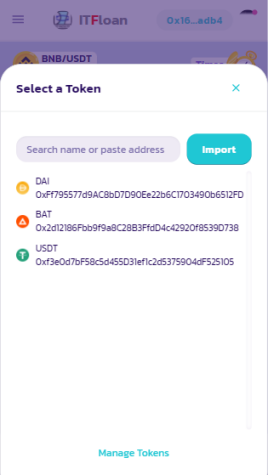 ITFloan
0x16...adb4
BNB/USDT
Select a Token
Search name or paste address
Import
DAI
0xFf795577d9AC8bD7D90Ee22b6C1703490b6512FD
BAT
0x2d12186Fbb9f9a8C28B3FfdD4c42920f8539D738
USDT
0xf3e0d7bF58c5d455D31ef1c2d5375904dF525105
Manage Tokens